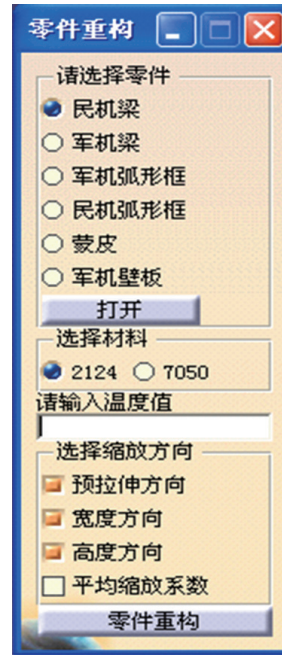 零件重构
请选择零件
民机梁
军机梁
军机弧形框
民机弧形框
蒙皮
军机壁板
打开
选择材料
2124 7050
请输入温度值
选择缩放方向
预拉伸方向
宽度方向
高度方向
平均缩放系数
零件重构